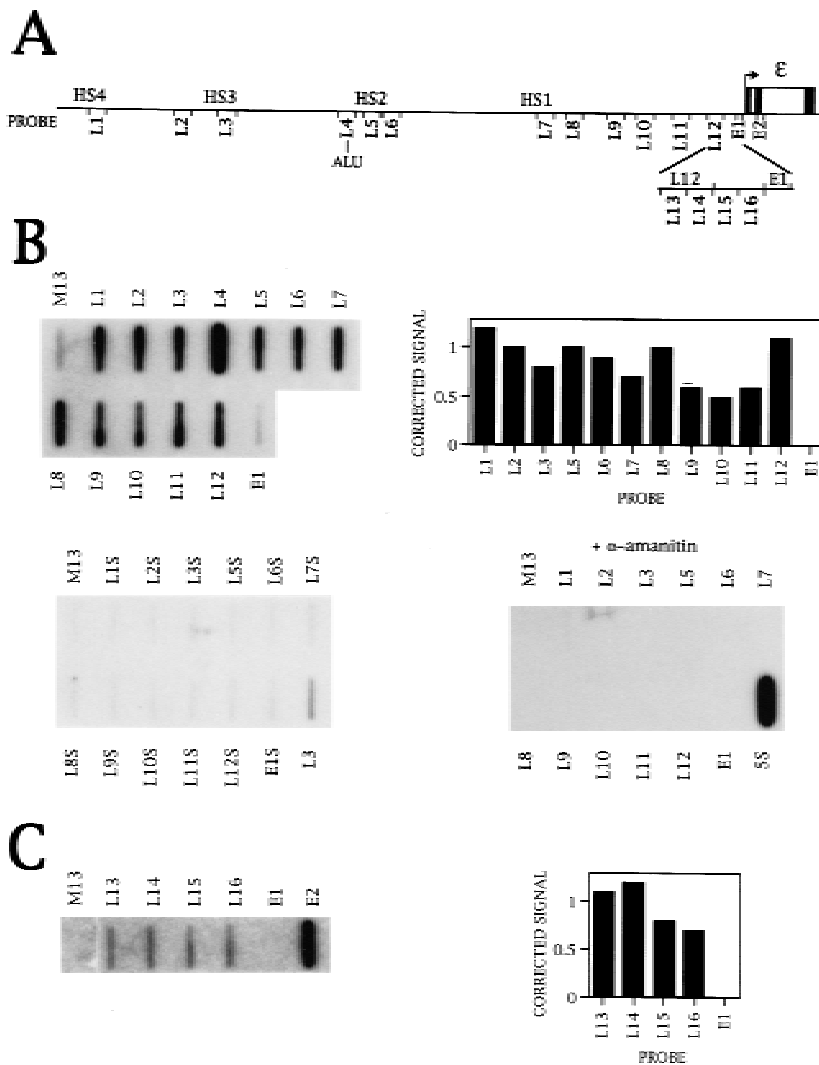 A
HS4 HS3 HS2 HS1 ε
PROBE L1 L2 L3 L4 L5 L6 L7 L8 L9 L10 L11 L12 E1 E2
ALU
L12 E1
L13 L14 L15 L16
B
M13 L1 L2 L3 L4 L5 L6 L7
L8 L9 L10 L11 L12 E1
CORRECTED SIGNAL
1
0.5
0
L1 L2 L3 L5 L6 L7 L8 L9 L10 L11 L12 E1
PROBE
M13 L1S L2S L3S L5S L6S L7S
L8S L9S L10S L11S L12S E1S L3
+ α-amanitin
M13 L1 L2 L3 L5 L6 L7
L8 L9 L10 L11 L12 E1 5S
C
M13 L13 L14 L15 L16 E1 E2
CORRECTED SIGNAL
1
0.5
0
L13 L14 L15 L16 E1
PROBE